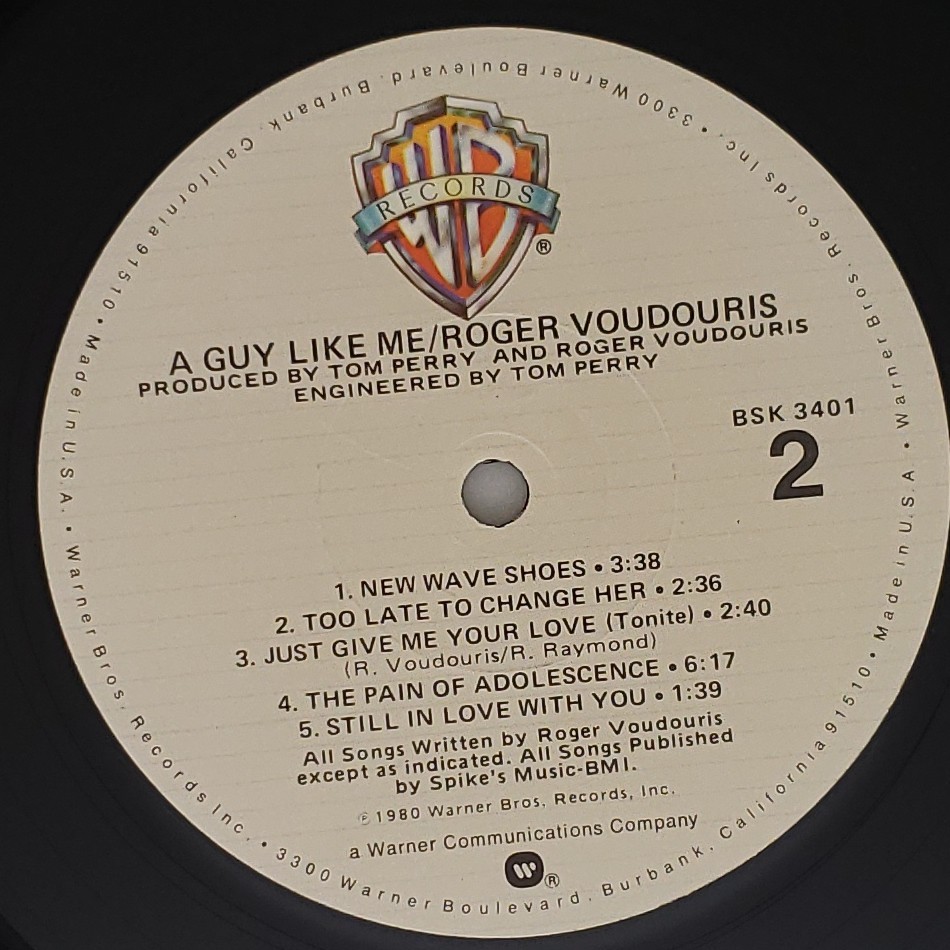 WB
RECORDS
®
A GUY LIKE ME/ROGER VOUDOURIS
PRODUCED BY TOM PERRY AND ROGER VOUDOURIS
ENGINEERED BY TOM PERRY
BSK 3401
2
1. NEW WAVE SHOES • 3:38
2. TOO LATE TO CHANGE HER • 2:36
3. JUST GIVE ME YOUR LOVE (Tonite) • 2:40
(R. Voudouris/R. Raymond)
4. THE PAIN OF ADOLESCENCE • 6:17
5. STILL IN LOVE WITH YOU • 1:39
All Songs Written by Roger Voudouris
except as indicated. All Songs Published
by Spike's Music-BMI.
℗1980 Warner Bros. Records, Inc.
a Warner Communications Company
W®
Warner Bros. Records Inc. • 3300 Warner Boulevard. Burbank. California 91510 • Made in U.S.A. • Warner Bros. Records Inc. • 3300 Warner Boulevard. Burbank. California 91510 • Made in U.S.A. •